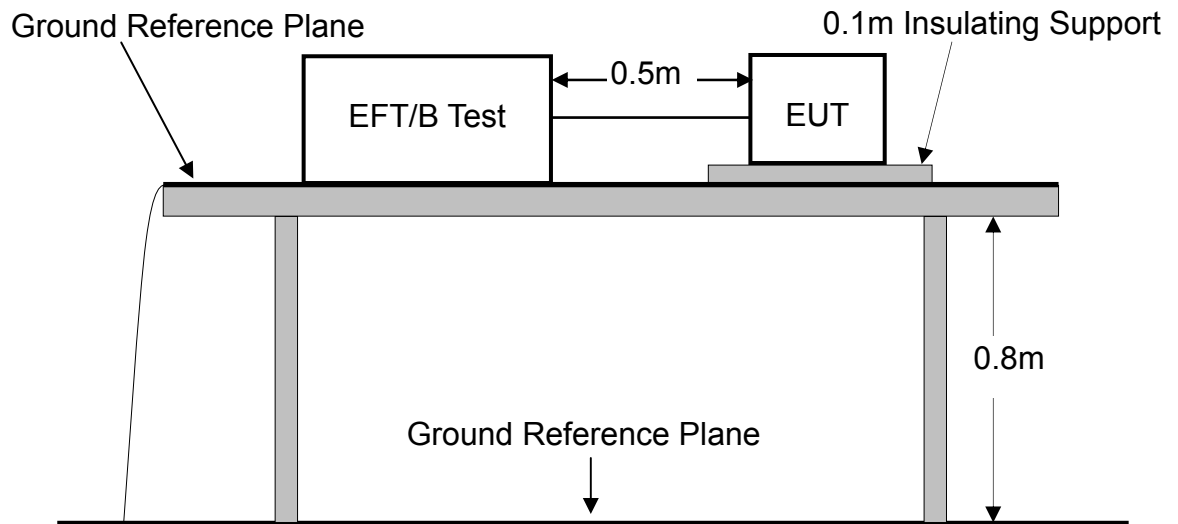 Ground Reference Plane
0.1m Insulating Support
0.5m
EFT/B Test
EUT
0.8m
Ground Reference Plane